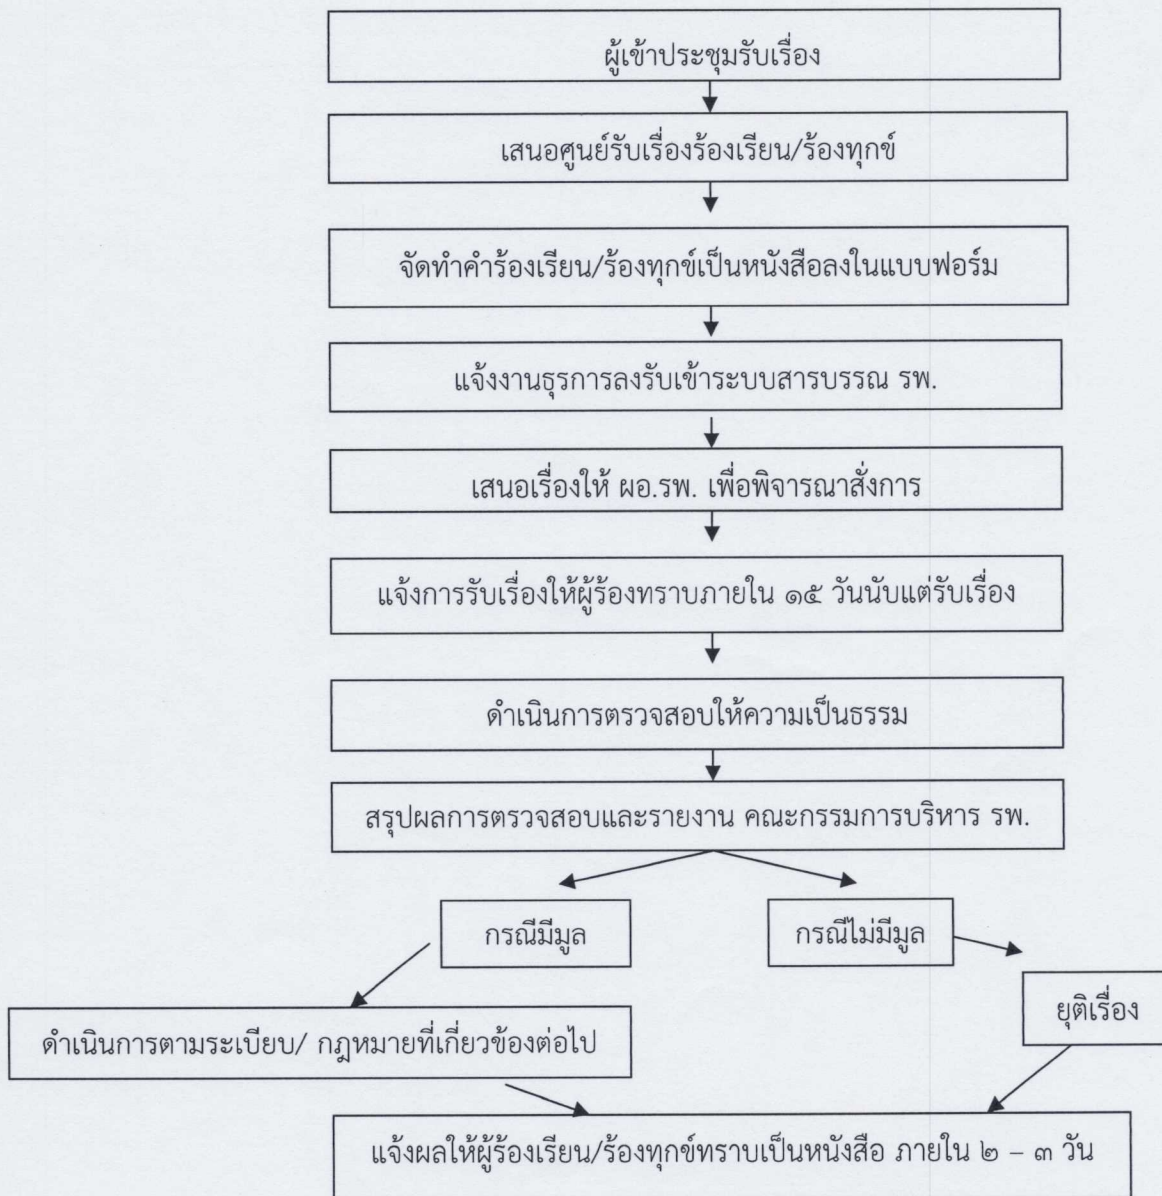 ผู้เข้าประชุมรับเรื่อง
เสนอศูนย์รับเรื่องร้องเรียน/ร้องทุกข์
จัดทำคำร้องเรียน/ร้องทุกข์เป็นหนังสือลงในแบบฟอร์ม
แจ้งงานธุรการลงรับเข้าระบบสารบรรณ รพ.
เสนอเรื่องให้ ผอ.รพ. เพื่อพิจารณาสั่งการ
แจ้งการรับเรื่องให้ผู้ร้องทราบภายใน ๑๕ วันนับแต่รับเรื่อง
ดำเนินการตรวจสอบให้ความเป็นธรรม
สรุปผลการตรวจสอบและรายงาน คณะกรรมการบริหาร รพ.
กรณีมีมูล
กรณีไม่มีมูล
ยุติเรื่อง
ดำเนินการตามระเบียบ/ กฎหมายที่เกี่ยวข้องต่อไป
แจ้งผลให้ผู้ร้องเรียน/ร้องทุกข์ทราบเป็นหนังสือ ภายใน ๒ – ๓ วัน